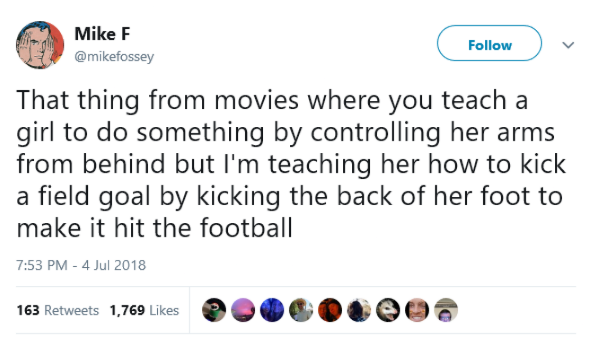 Mike F
@mikefossey
Follow
That thing from movies where you teach a
girl to do something by controlling her arms
from behind but I'm teaching her how to kick
a field goal by kicking the back of her foot to
make it hit the football
7:53 PM - 4 Jul 2018
163 Retweets 1,769 Likes